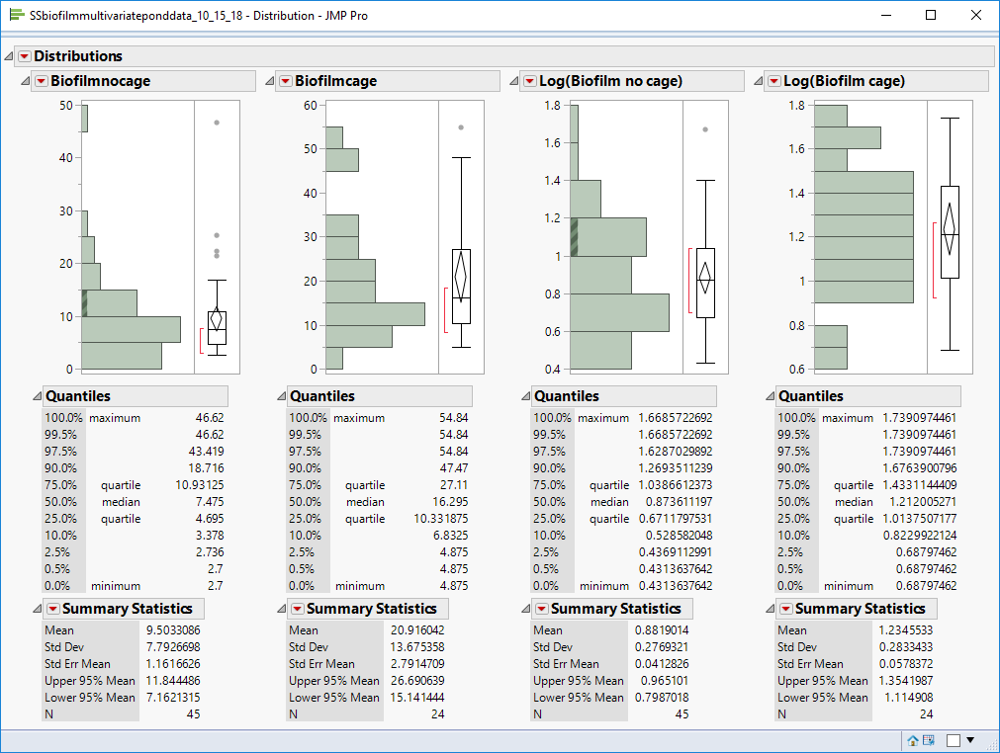 SSbiofilmmultivariateponddata_10_15_18 - Distribution - JMP Pro
Distributions
Biofilmnocage
50
40
30
20
10
0
Quantiles
100.0% maximum 46.62
99.5% 46.62
97.5% 43.419
90.0% 18.716
75.0% quartile 10.93125
50.0% median 7.475
25.0% quartile 4.695
10.0% 3.378
2.5% 2.736
0.5% 2.7
0.0% minimum 2.7
Summary Statistics
Mean 9.5033086
Std Dev 7.7926698
Std Err Mean 1.1616626
Upper 95% Mean 11.844486
Lower 95% Mean 7.1621315
N 45
Biofilmcage
60
50
40
30
20
10
0
Quantiles
100.0% maximum 54.84
99.5% 54.84
97.5% 54.84
90.0% 47.47
75.0% quartile 27.11
50.0% median 16.295
25.0% quartile 10.331875
10.0% 6.8325
2.5% 4.875
0.5% 4.875
0.0% minimum 4.875
Summary Statistics
Mean 20.916042
Std Dev 13.675358
Std Err Mean 2.7914709
Upper 95% Mean 26.690639
Lower 95% Mean 15.141444
N 24
Log(Biofilm no cage)
1.8
1.6
1.4
1.2
1
0.8
0.6
0.4
Quantiles
100.0% maximum 1.6685722692
99.5% 1.6685722692
97.5% 1.6287029892
90.0% 1.2693511239
75.0% quartile 1.0386612373
50.0% median 0.873611197
25.0% quartile 0.6711797531
10.0% 0.528582048
2.5% 0.4369112991
0.5% 0.4313637642
0.0% minimum 0.4313637642
Summary Statistics
Mean 0.8819014
Std Dev 0.2769321
Std Err Mean 0.0412826
Upper 95% Mean 0.965101
Lower 95% Mean 0.7987018
N 45
Log(Biofilm cage)
1.8
1.6
1.4
1.2
1
0.8
0.6
Quantiles
100.0% maximum 1.7390974461
99.5% 1.7390974461
97.5% 1.7390974461
90.0% 1.6763900796
75.0% quartile 1.4331144409
50.0% median 1.212005271
25.0% quartile 1.0137507177
10.0% 0.8229922124
2.5% 0.68797462
0.5% 0.68797462
0.0% minimum 0.68797462
Summary Statistics
Mean 1.2345533
Std Dev 0.2833433
Std Err Mean 0.0578372
Upper 95% Mean 1.3541987
Lower 95% Mean 1.114908
N 24